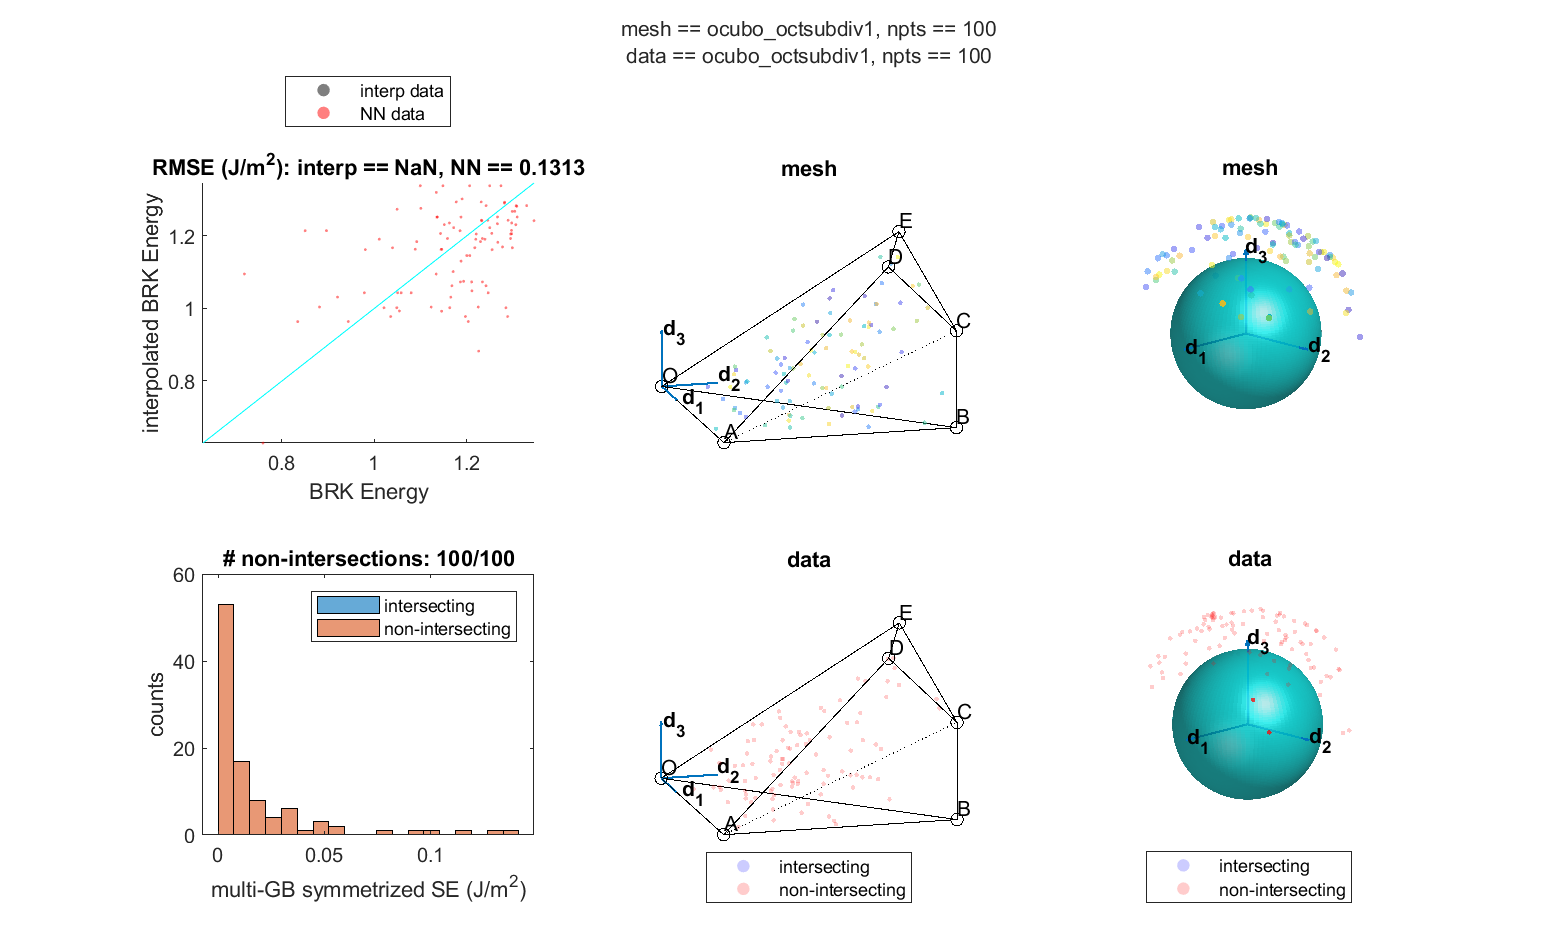 mesh == ocubo_octsubdiv1, npts == 100
data == ocubo_octsubdiv1, npts == 100
interp data
NN data
RMSE (J/m²): interp == NaN, NN == 0.1313
interpolated BRK Energy
1.2
1
0.8
0.8
1
1.2
BRK Energy
mesh
E
D
C
d₃
O
d₂
d₁
B
A
mesh
d₃
d₁
d₂
# non-intersections: 100/100
60
40
20
0
counts
intersecting
non-intersecting
0
0.05
0.1
multi-GB symmetrized SE (J/m²)
data
E
D
C
d₃
O
d₂
d₁
B
A
intersecting
non-intersecting
data
d₃
d₁
d₂
intersecting
non-intersecting